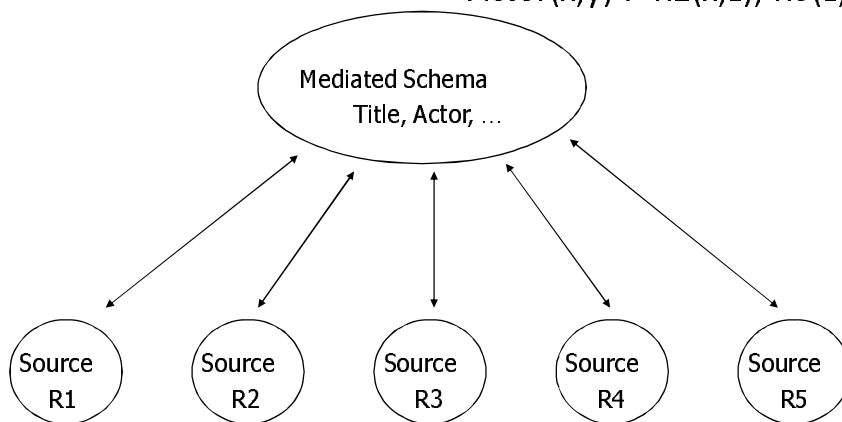 Mediated Schema
Title, Actor, …
Source
R1
Source
R2
Source
R3
Source
R4
Source
R5